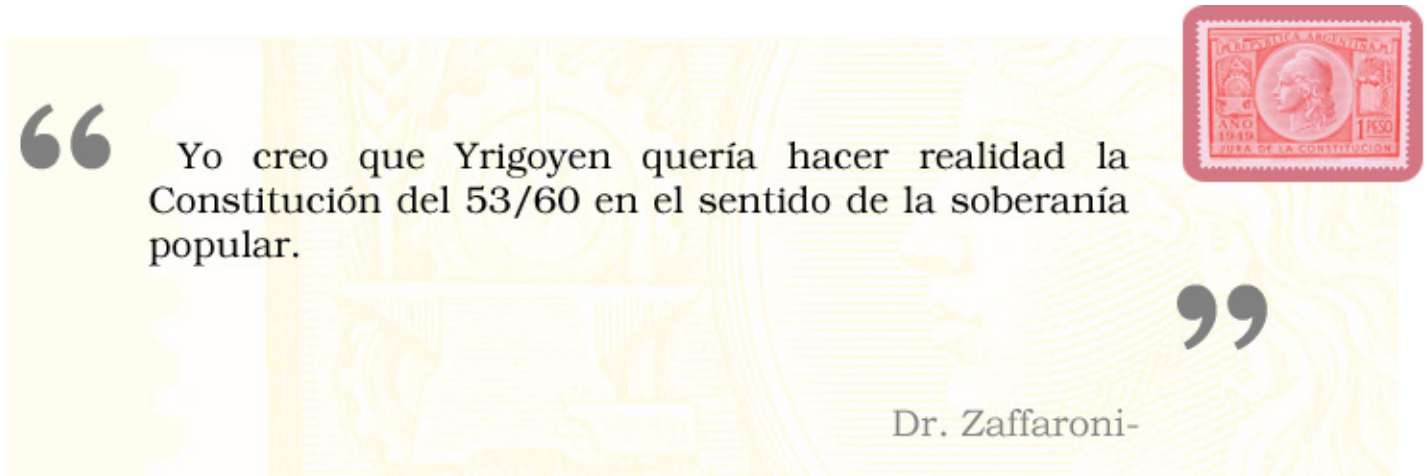 REPUBLICA ARGENTINA
AÑO
1949
1 PESO
JURA DE LA CONSTITUCIÓN
“
Yo creo que Yrigoyen quería hacer realidad la
Constitución del 53/60 en el sentido de la soberanía
popular.
”
Dr. Zaffaroni-